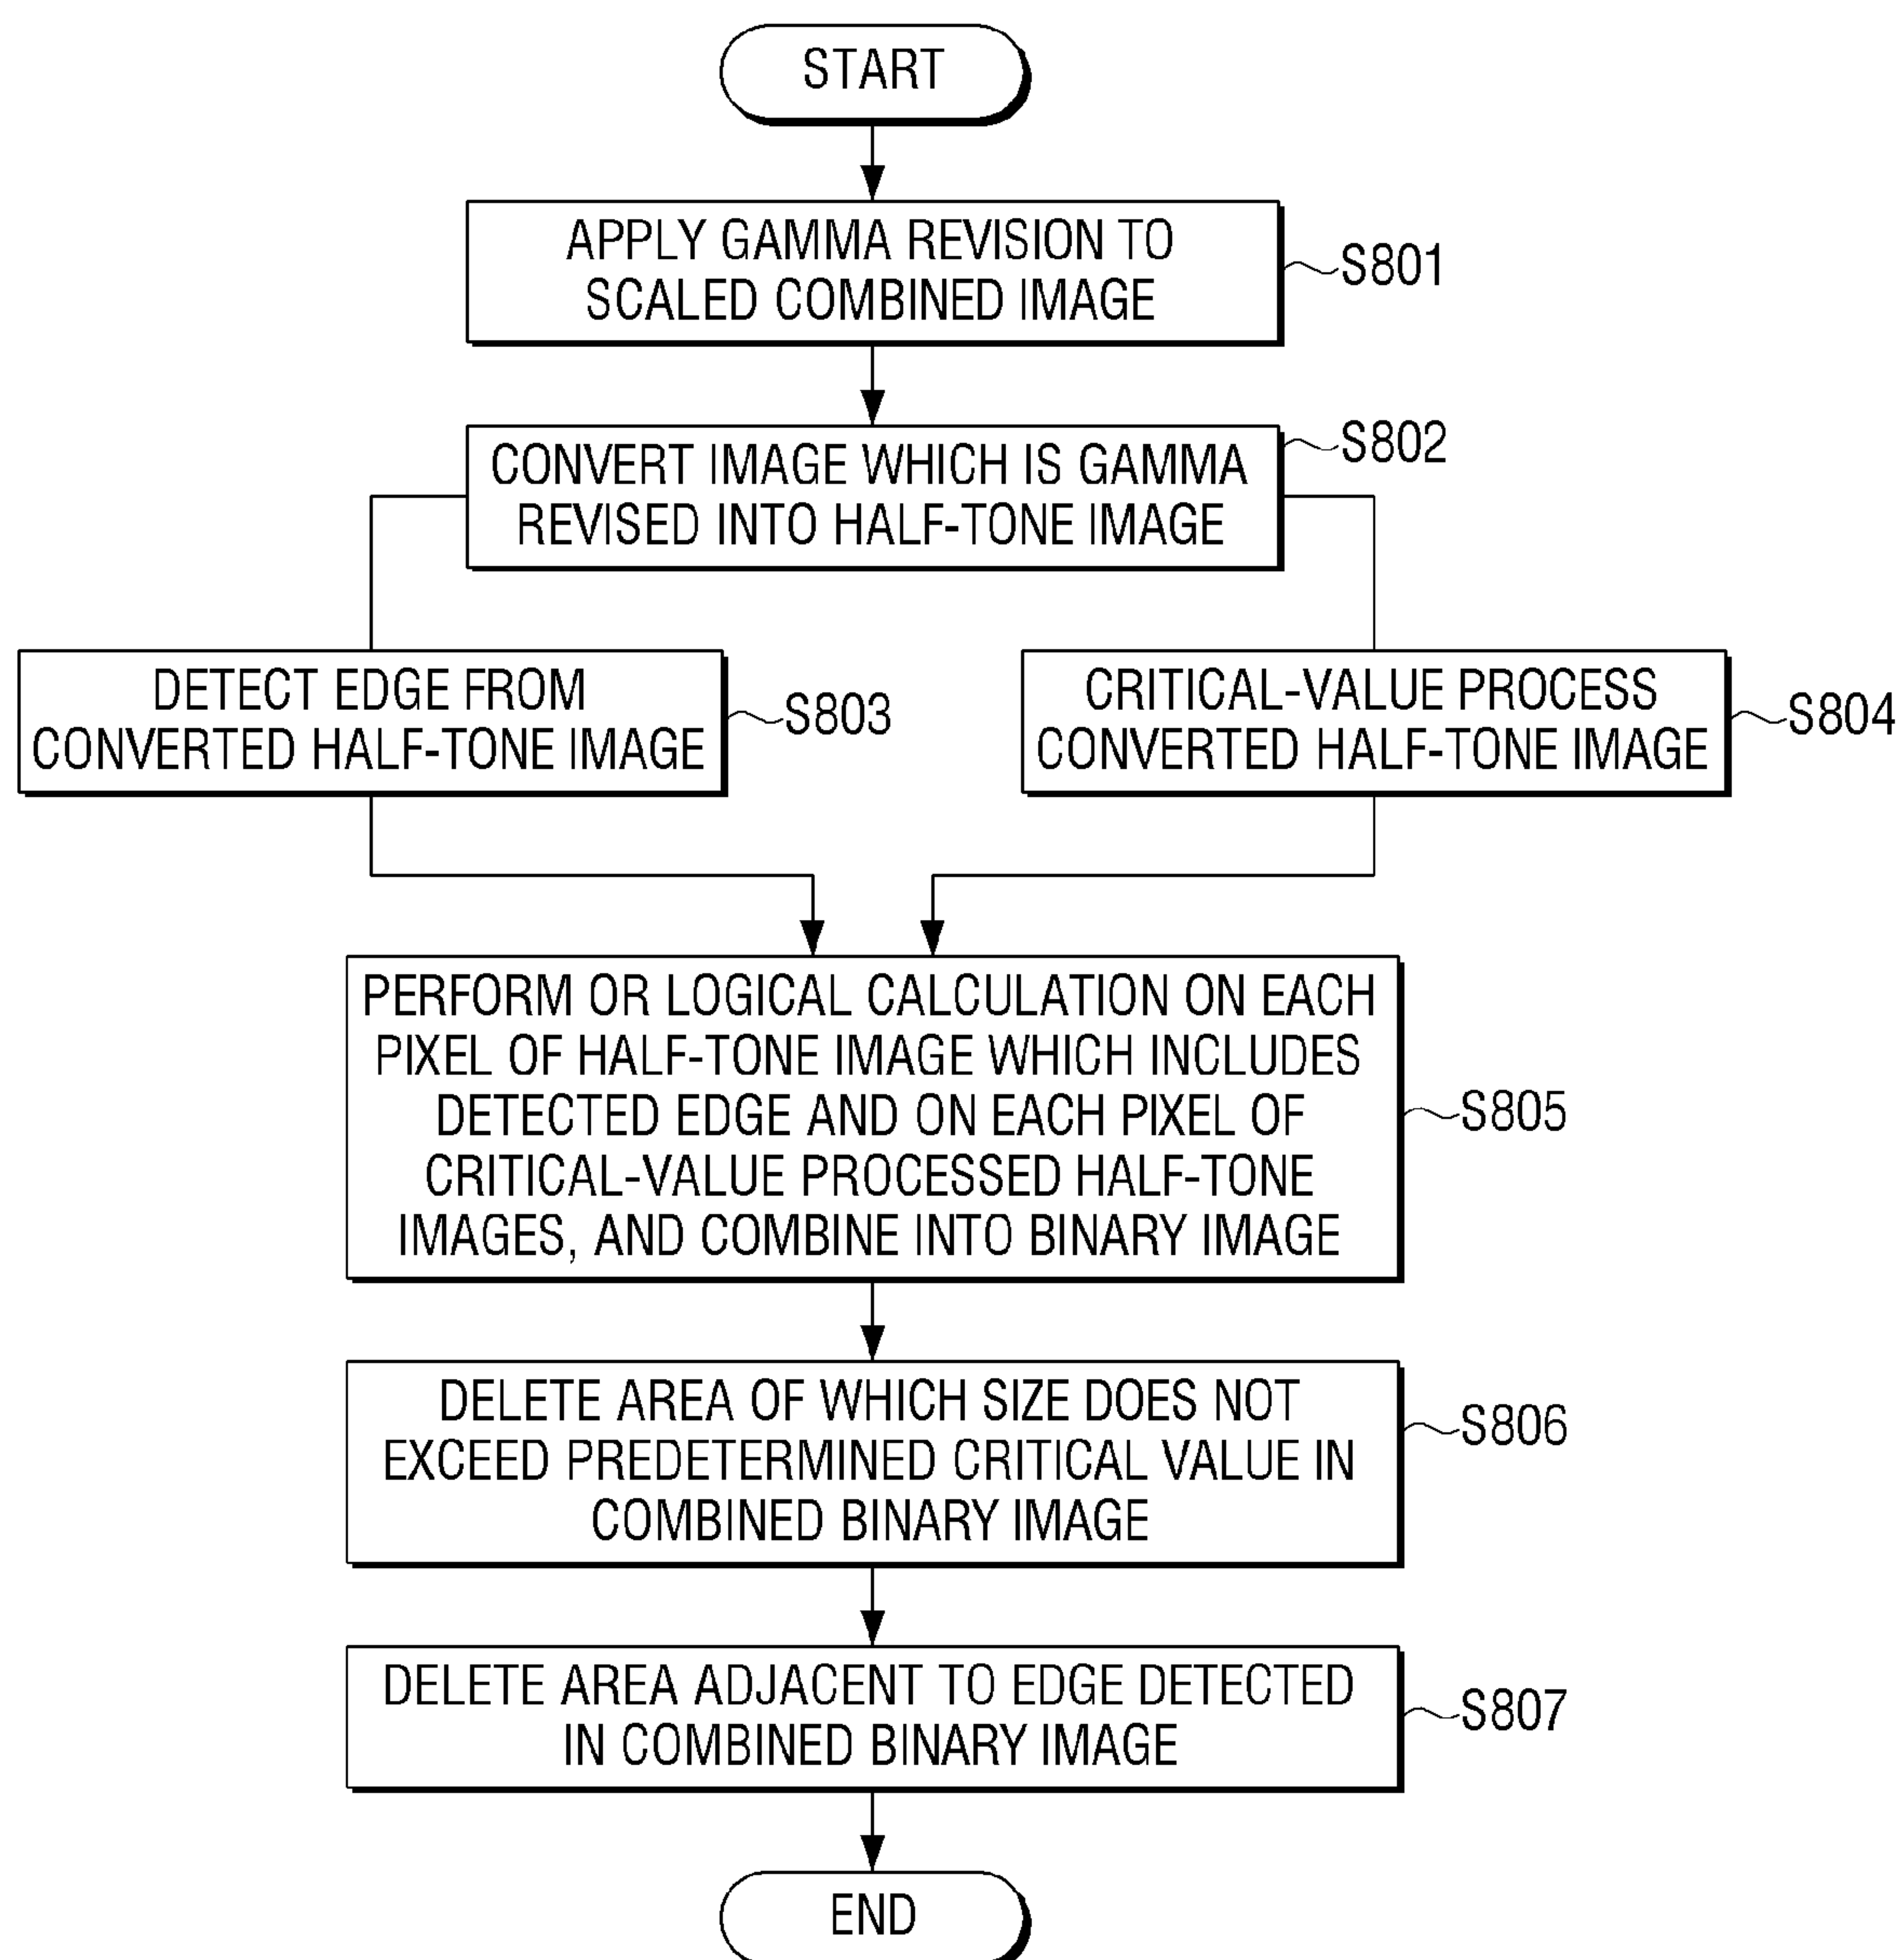 START
APPLY GAMMA REVISION TO
SCALED COMBINED IMAGE
S801
CONVERT IMAGE WHICH IS GAMMA
REVISED INTO HALF-TONE IMAGE
S802
DETECT EDGE FROM
CONVERTED HALF-TONE IMAGE
S803
CRITICAL-VALUE PROCESS
CONVERTED HALF-TONE IMAGE
S804
PERFORM OR LOGICAL CALCULATION ON EACH
PIXEL OF HALF-TONE IMAGE WHICH INCLUDES
DETECTED EDGE AND ON EACH PIXEL OF
CRITICAL-VALUE PROCESSED HALF-TONE
IMAGES, AND COMBINE INTO BINARY IMAGE
S805
DELETE AREA OF WHICH SIZE DOES NOT
EXCEED PREDETERMINED CRITICAL VALUE IN
COMBINED BINARY IMAGE
S806
DELETE AREA ADJACENT TO EDGE DETECTED
IN COMBINED BINARY IMAGE
S807
END